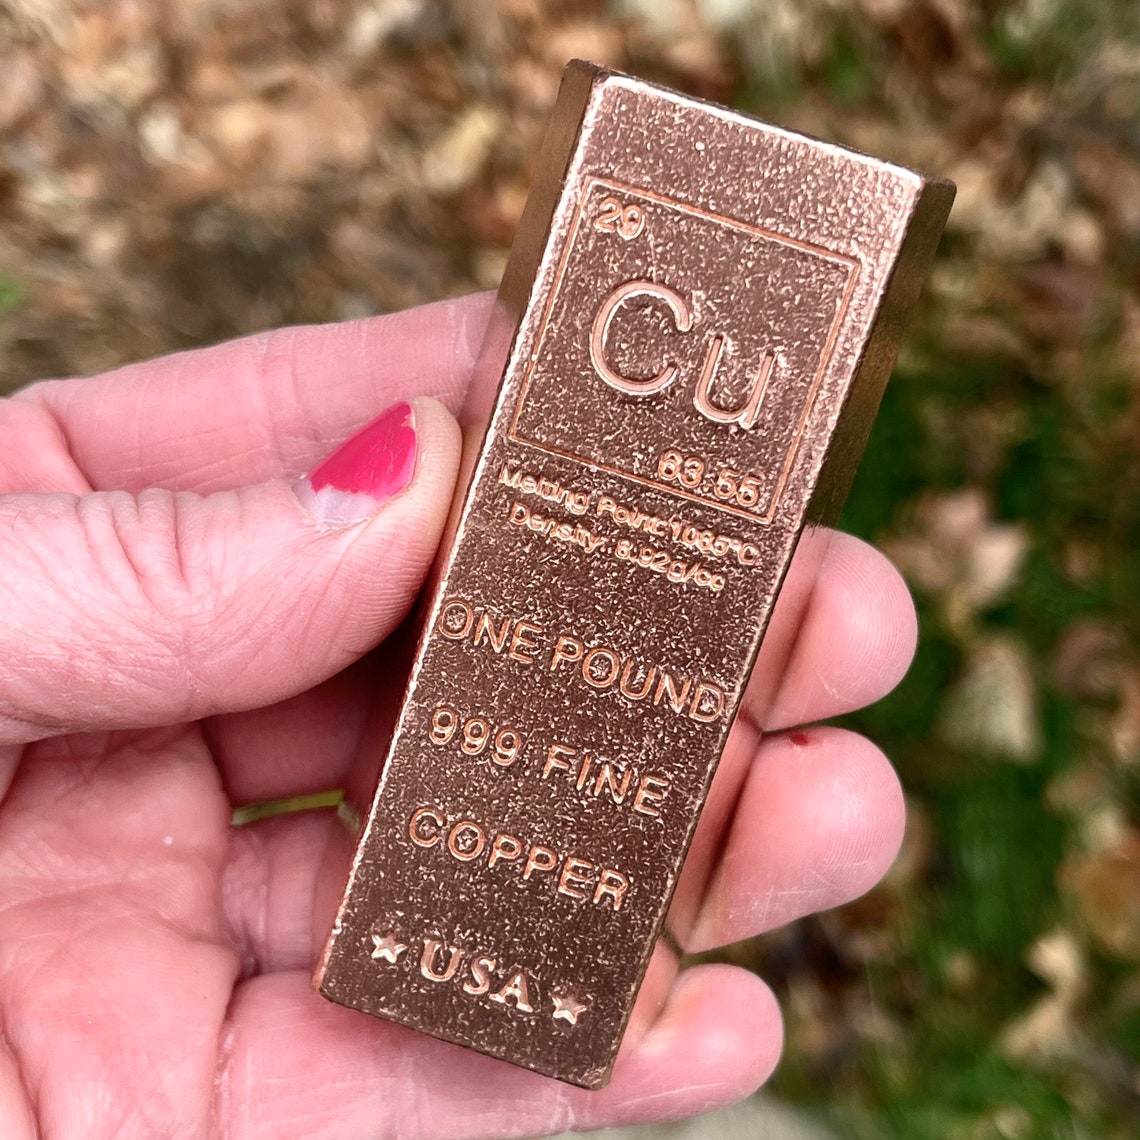 29
Cu
63.55
Melting Point:1085°C
Density: 8.92g/cc
ONE POUND
999 FINE
COPPER
★ USA ★